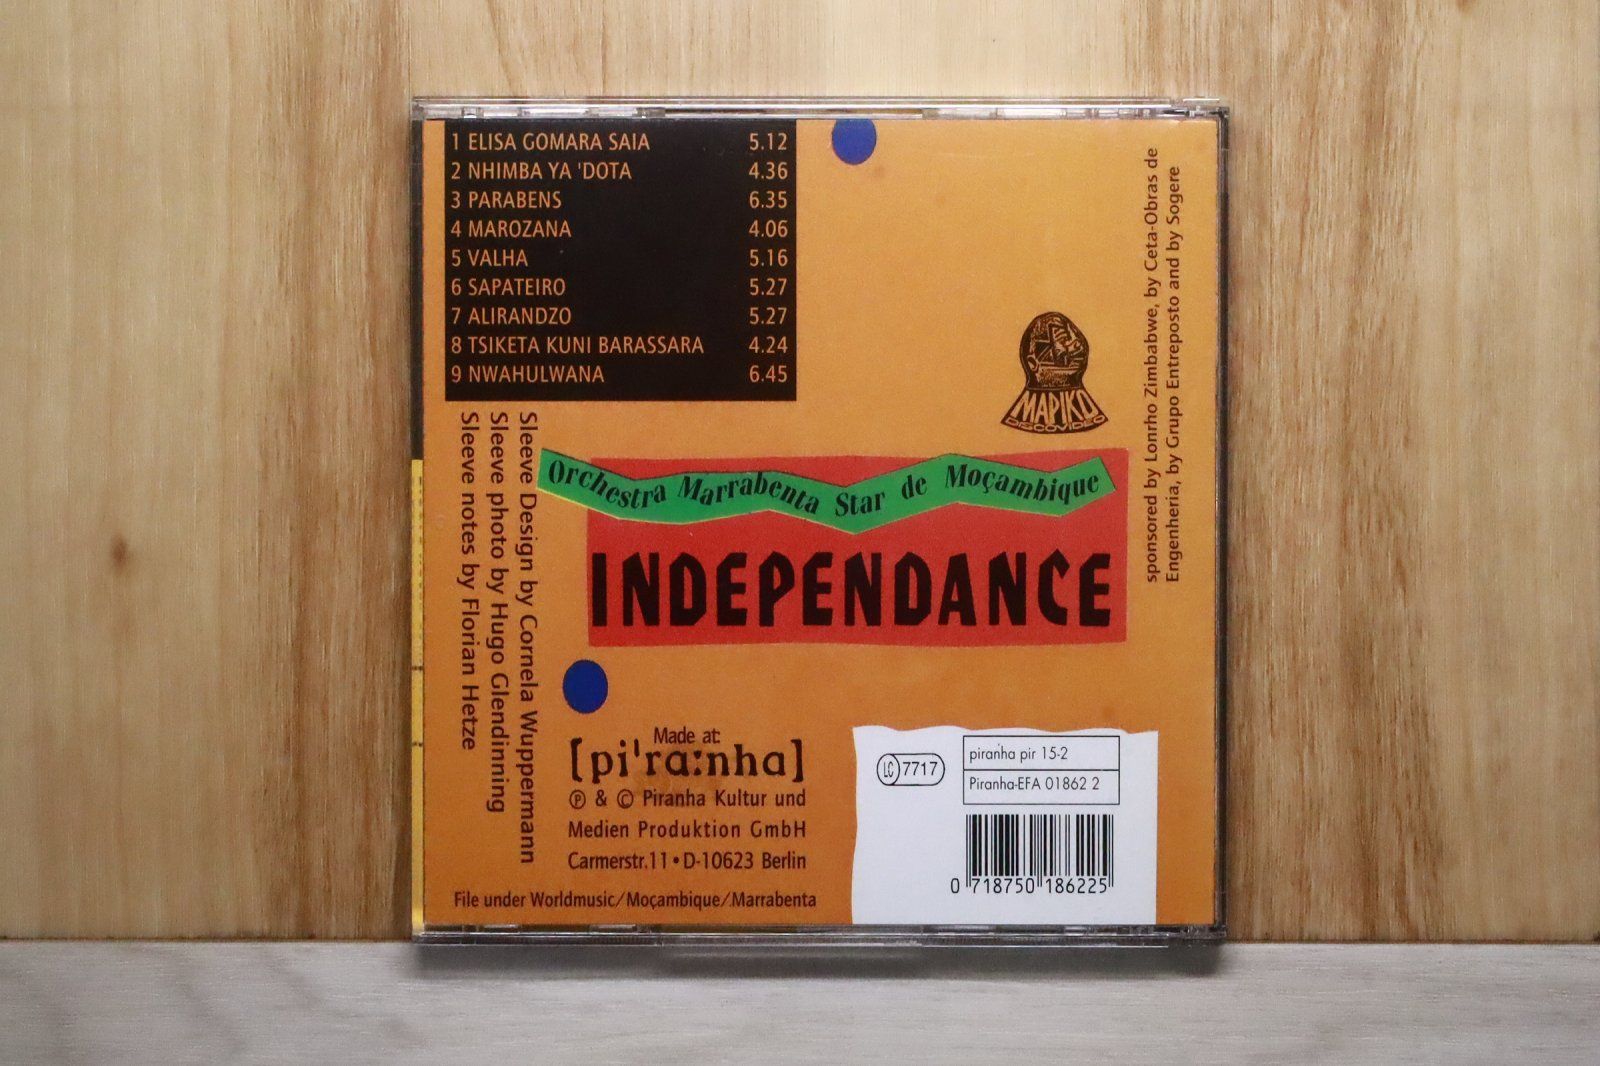 1 ELISA GOMARA SAIA 5.12
2 NHIMBA YA 'DOTA 4.36
3 PARABENS 6.35
4 MAROZANA 4.06
5 VALHA 5.16
6 SAPATEIRO 5.27
7 ALIRANDZO 5.27
8 TSIKETA KUNI BARASSARA 4.24
9 NWAHULWANA 6.45
Sleeve Design by Cornela Wuppermann
Sleeve photo by Hugo Glendinning
Sleeve notes by Florian Hetze
MAPIKO
DISCOVIDEO
sponsored by Lonrho Zimbabwe, by Ceta-Obras de
Engenheria, by Grupo Entreposto and by Sogere
Orchestra Marrabenta Star de Moçambique
INDEPENDANCE
Made at:
[pi'ra:nha]
℗ & © Piranha Kultur und
Medien Produktion GmbH
Carmerstr.11 • D-10623 Berlin
File under Worldmusic/Moçambique/Marrabenta
LC 7717
piranha pir 15-2
Piranha-EFA 01862 2
0 718750 186225